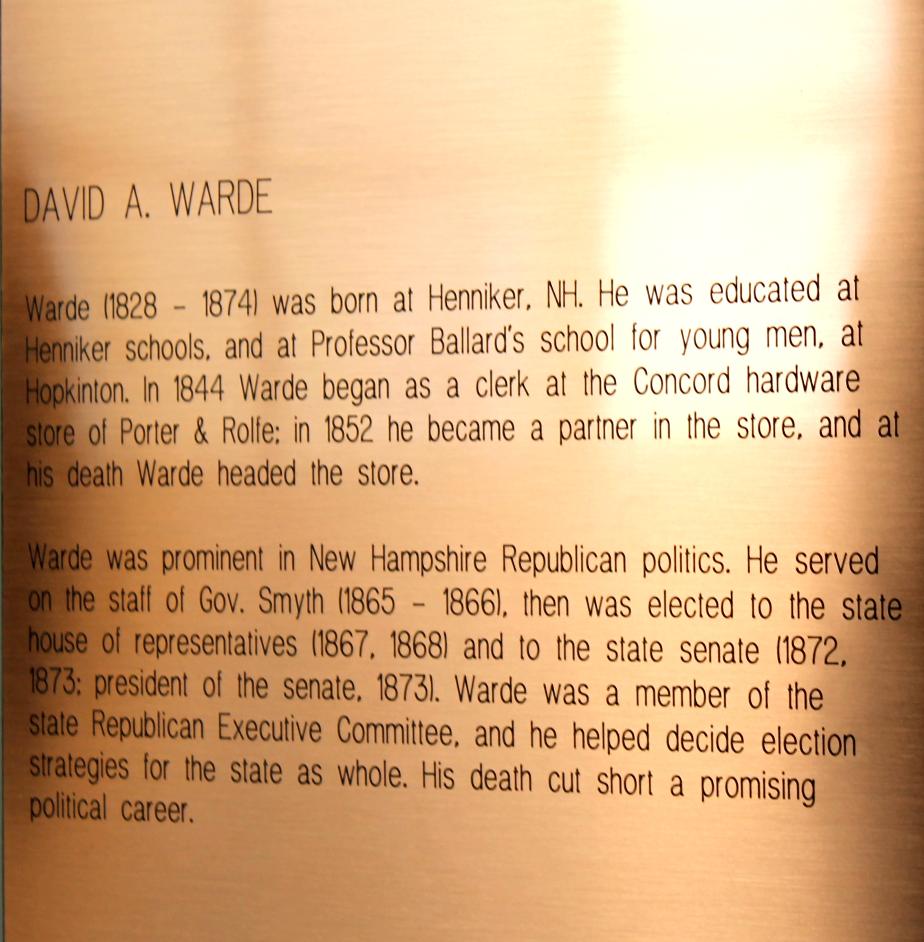 DAVID A. WARDE
Warde (1828 - 1874) was born at Henniker, NH. He was educated at
Henniker schools, and at Professor Ballard's school for young men, at
Hopkinton. In 1844 Warde began as a clerk at the Concord hardware
store of Porter & Rolfe; in 1852 he became a partner in the store, and at
his death Warde headed the store.
Warde was prominent in New Hampshire Republican politics. He served
on the staff of Gov. Smyth (1865 - 1866), then was elected to the state
house of representatives (1867, 1868) and to the state senate (1872,
1873; president of the senate, 1873). Warde was a member of the
state Republican Executive Committee, and he helped decide election
strategies for the state as whole. His death cut short a promising
political career.